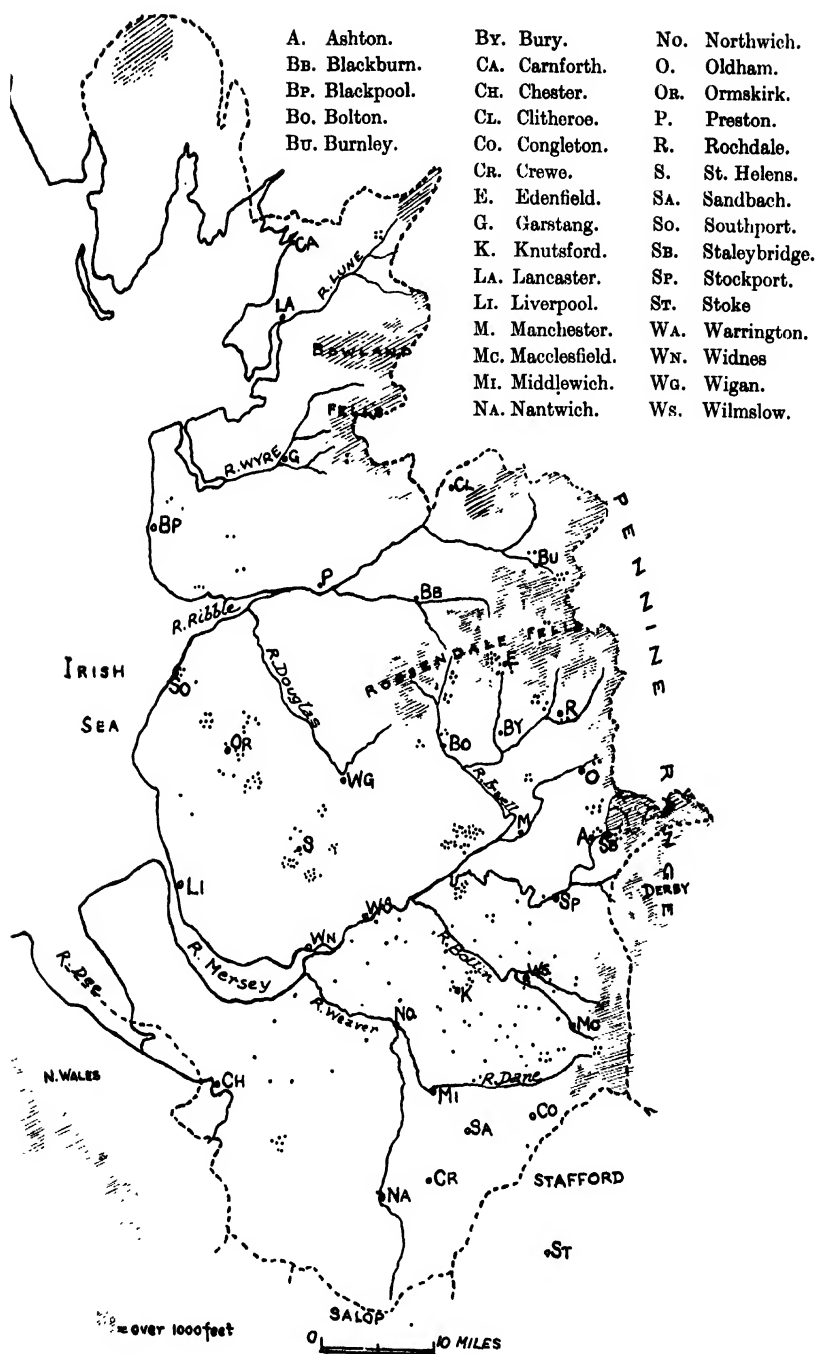 A. Ashton.
BB. Blackburn.
BP. Blackpool.
BO. Bolton.
BU. Burnley.
BY. Bury.
CA. Carnforth.
CH. Chester.
CL. Clitheroe.
CO. Congleton.
CR. Crewe.
E. Edenfield.
G. Garstang.
K. Knutsford.
LA. Lancaster.
LI. Liverpool.
M. Manchester.
MC. Macclesfield.
MI. Middlewich.
NA. Nantwich.
NO. Northwich.
O. Oldham.
OR. Ormskirk.
P. Preston.
R. Rochdale.
S. St. Helens.
SA. Sandbach.
SO. Southport.
SB. Staleybridge.
SP. Stockport.
ST. Stoke
WA. Warrington.
WN. Widnes
WG. Wigan.
WS. Wilmslow.
CA
R. LUNE
LA
BOWLAND
FELLS
R. WYRE
G
CL
PENNINE RANGE
BP
BU
P
BB
R. Ribble
ROSSENDALE FELLS
E
IRISH
SEA
SO
R. Douglas
OR
BY
R
BO
WG
R. Irwell
O
M
A
SB
S
DERBY
LI
SP
WA
WN
R. Mersey
R. Bollin
WS
R. Dee
K
R. Weaver
NO
MC
N. WALES
CH
MI
R. Dane
CO
SA
CR
STAFFORD
NA
ST
SALOP
= over 1000 feet
0 10 MILES